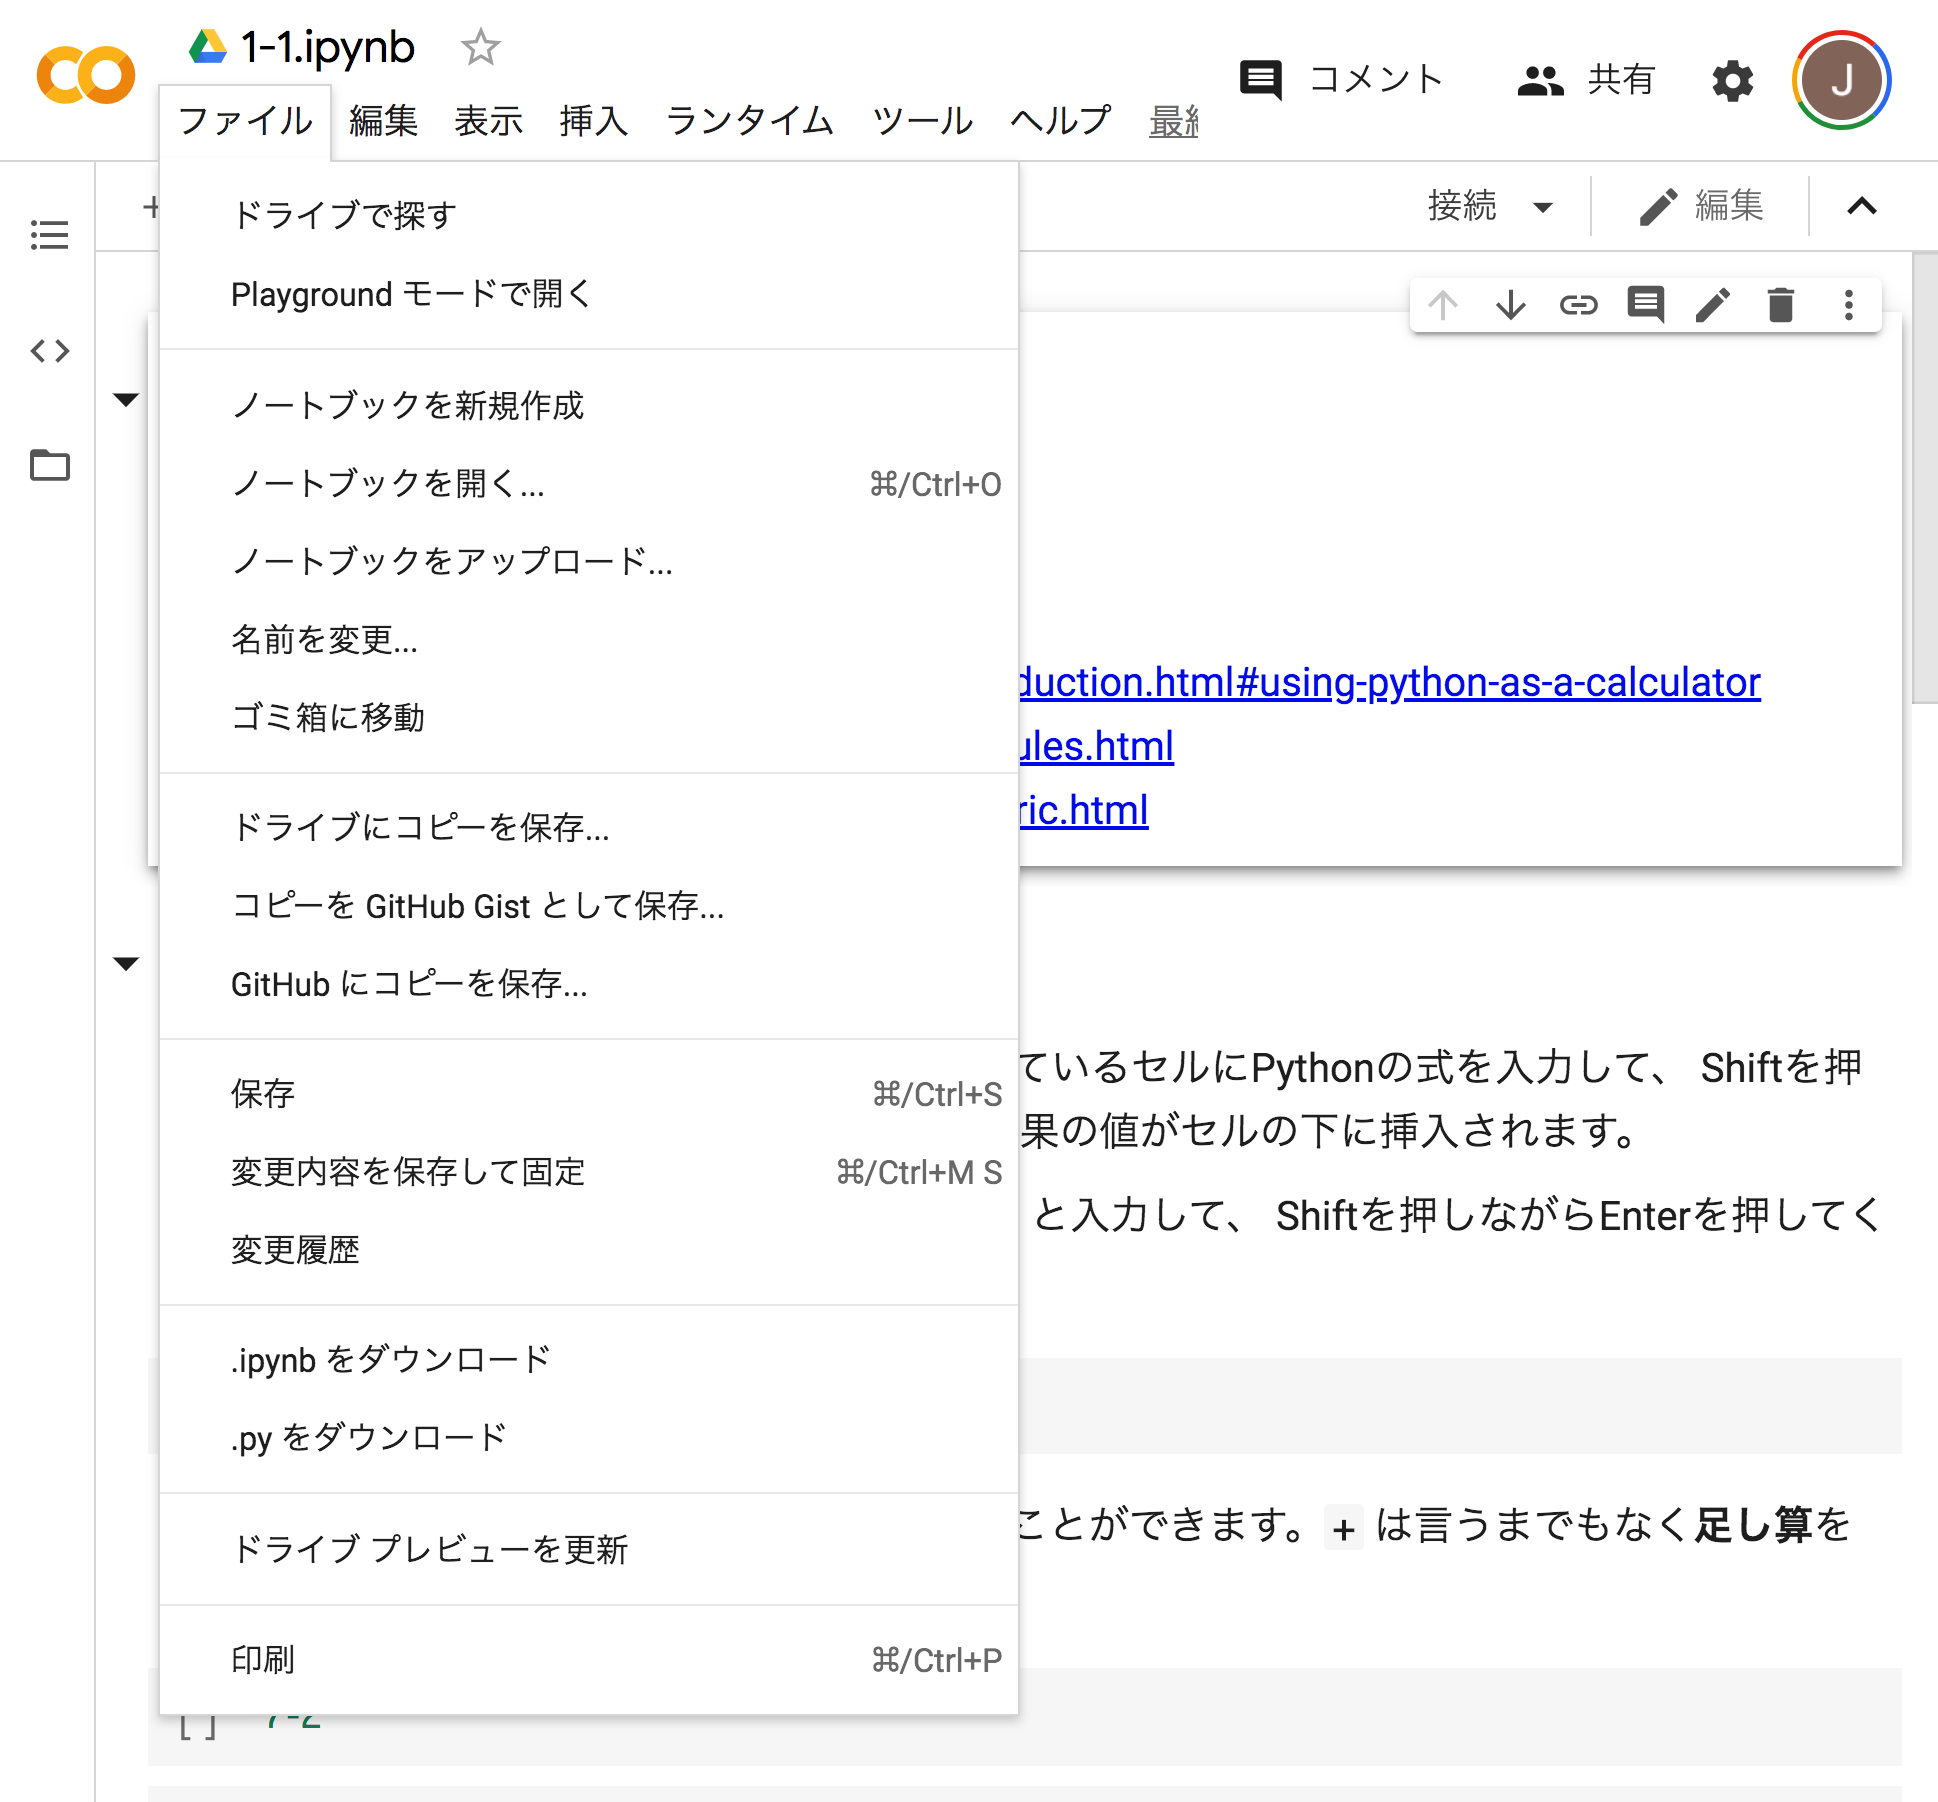 1-1.ipynb
コメント
共有
J
ファイル 編集 表示 挿入 ランタイム ツール ヘルプ
接続
編集
ドライブで探す
Playground モードで開く
ノートブックを新規作成
ノートブックを開く... ⌘/Ctrl+O
ノートブックをアップロード...
名前を変更...
duction.html#using-python-as-a-calculator
ゴミ箱に移動
ules.html
ric.html
ドライブにコピーを保存...
コピーを GitHub Gist として保存...
GitHub にコピーを保存...
ているセルにPythonの式を入力して、 Shiftを押
保存 ⌘/Ctrl+S
果の値がセルの下に挿入されます。
変更内容を保存して固定 ⌘/Ctrl+M S
と入力して、 Shiftを押しながらEnterを押してく
変更履歴
.ipynb をダウンロード
.py をダウンロード
ことができます。 + は言うまでもなく足し算を
ドライブ プレビューを更新
印刷 ⌘/Ctrl+P
[ ] 7-2